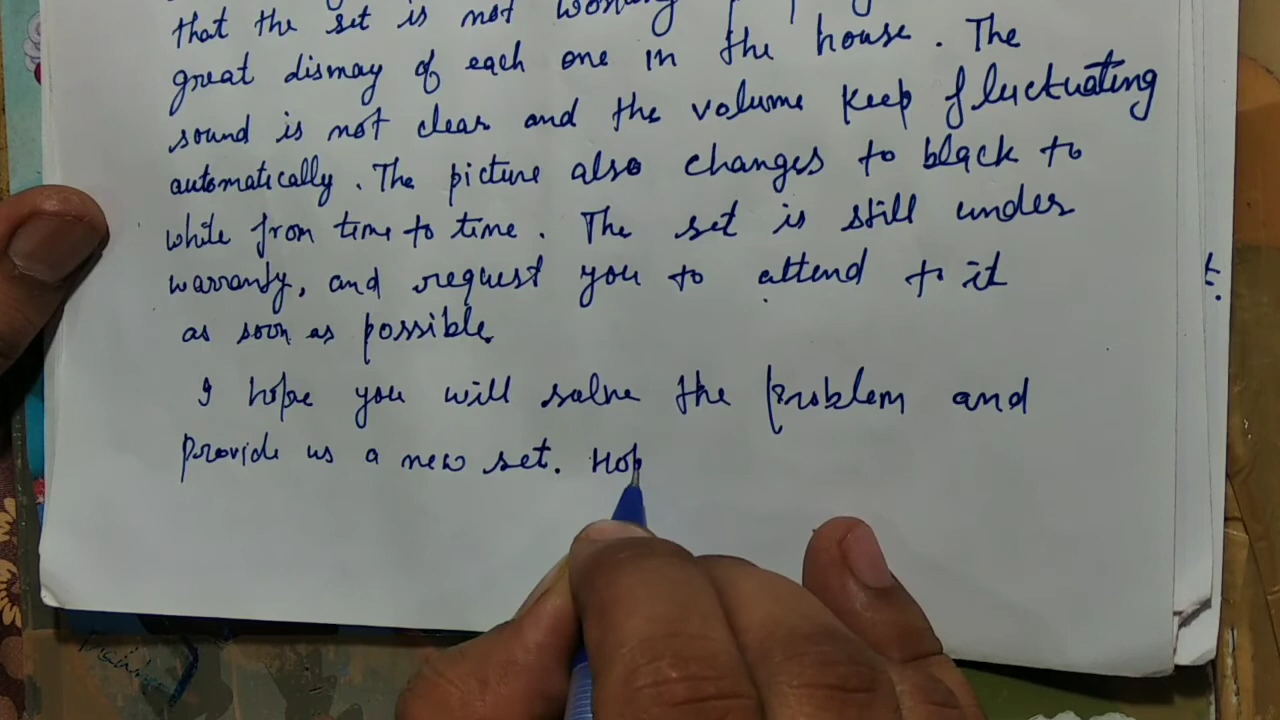 that the set is not working
great dismay of each one in the house. The
sound is not clear and the volume keep fluctuating
automatically. The picture also changes to black to
white from time to time. The set is still under
warranty, and request you to attend to it
as soon as possible.
I hope you will solve the problem and
provide us a new set. Hop